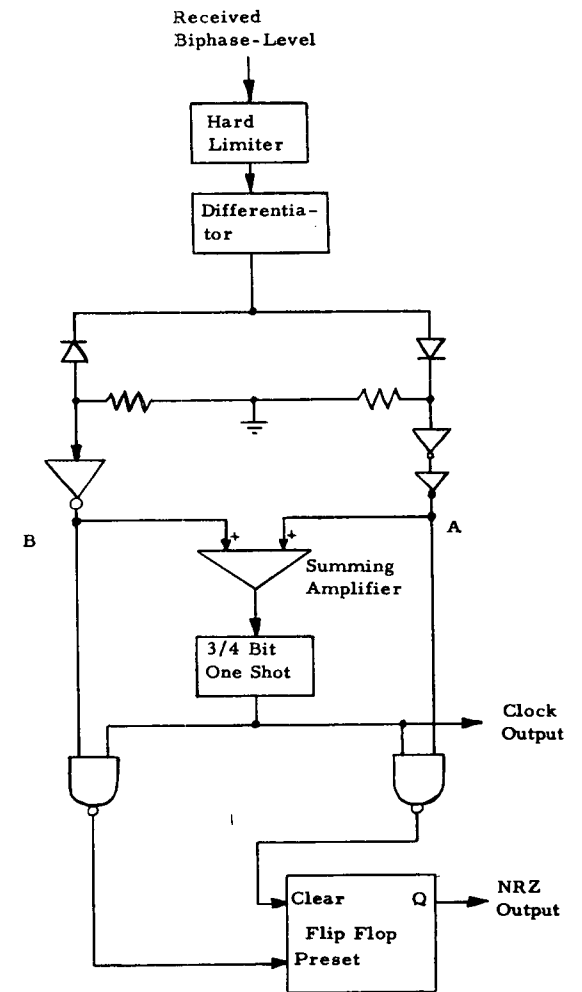 Received
Biphase-Level
Hard
Limiter
Differentia-
tor
B
A
+
+
Summing
Amplifier
3/4 Bit
One Shot
Clock
Output
Clear
Q
NRZ
Output
Flip Flop
Preset